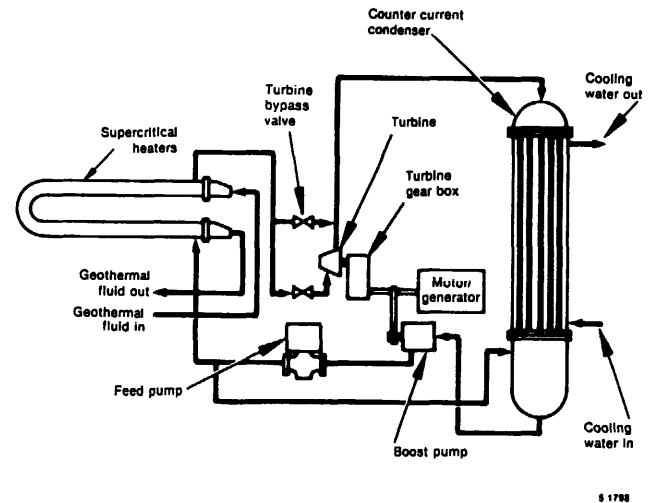 Counter current
condenser
Cooling
water out
Turbine
bypass
valve
Turbine
Supercritical
heaters
Turbine
gear box
Geothermal
fluid out
Motor/
generator
Geothermal
fluid in
Feed pump
Boost pump
Cooling
water in